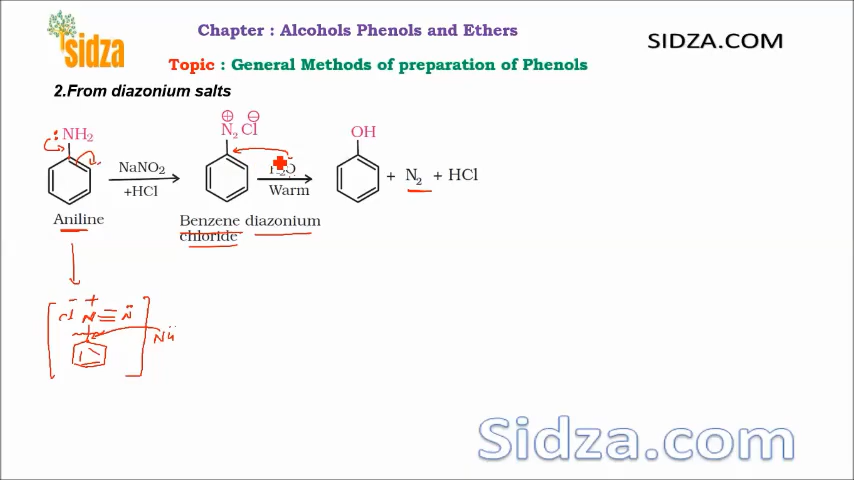 sidza
Chapter : Alcohols Phenols and Ethers
SIDZA.COM
Topic : General Methods of preparation of Phenols
2.From diazonium salts
NH2
NaNO2
+HCl
Aniline
⊕ ⊖
N2 Cl
Warm
Benzene diazonium
chloride
OH
+ N2 + HCl
− +
Cl N≡N̈
Sidza.com